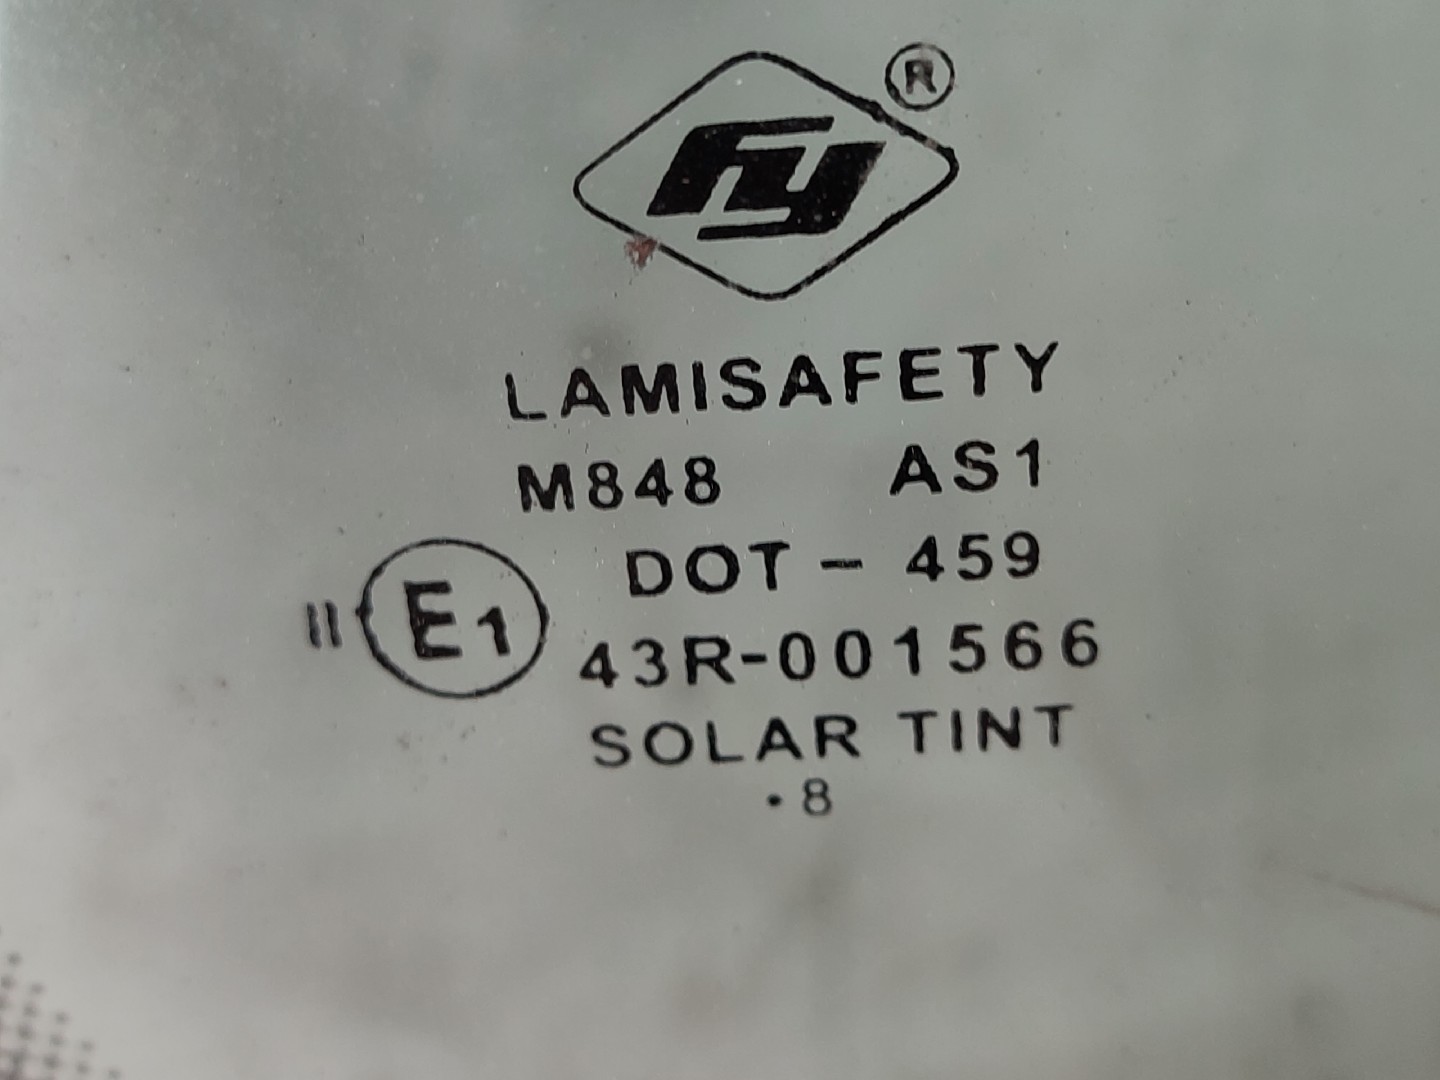 FY ®
LAMISAFETY
M848 AS1
DOT - 459
II E1 43R-001566
SOLAR TINT
. 8